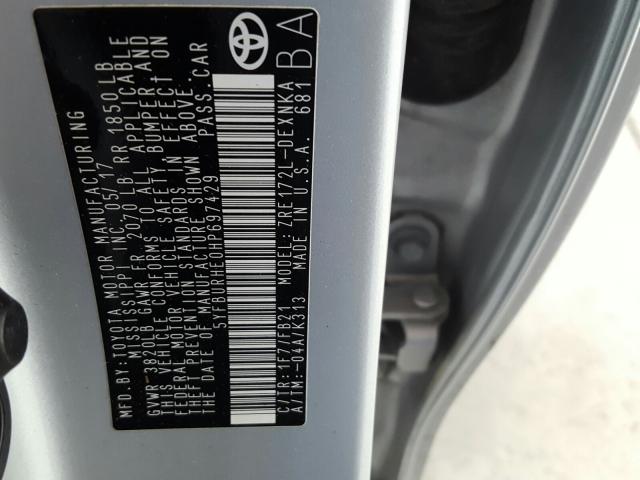 MFD.BY:TOYOTA MOTOR MANUFACTURING
MISSISSIPPI INC. 05/17
GVWR 3820LB GAWR FR 2070 LB RR 1850 LB
THIS VEHICLE CONFORMS TO ALL APPLICABLE
FEDERAL MOTOR VEHICLE SAFETY, BUMPER AND
THEFT PREVENTION STANDARDS IN EFFECT ON
THE DATE OF MANUFACTURE SHOWN ABOVE.
5YFBURHE0HP697429 PASS.CAR
C/TR:1F7/FB21 MODEL:ZRE172L-DEXNKA
A/TM:-04A/K313 MADE IN U.S.A. 681
BA